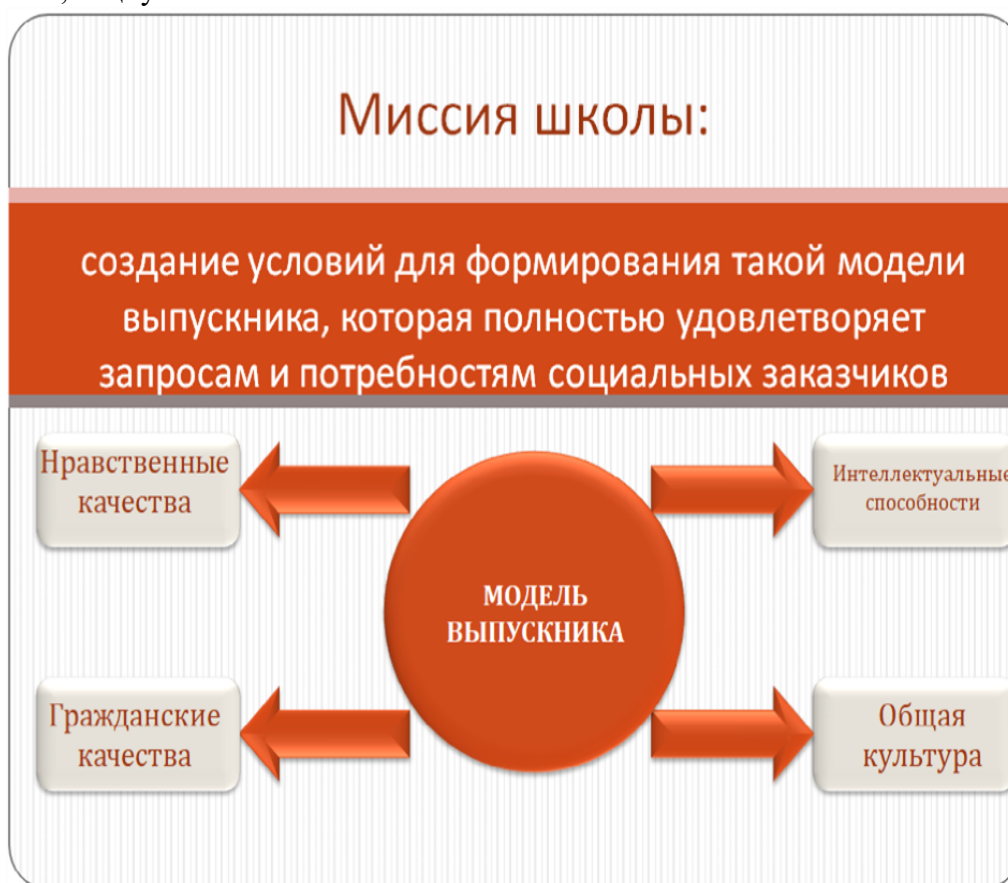 Миссия школы:
создание условий для формирования такой модели
выпускника, которая полностью удовлетворяет
запросам и потребностям социальных заказчиков
Нравственные
качества
Интеллектуальные
способности
МОДЕЛЬ
ВЫПУСКНИКА
Гражданские
качества
Общая
культура